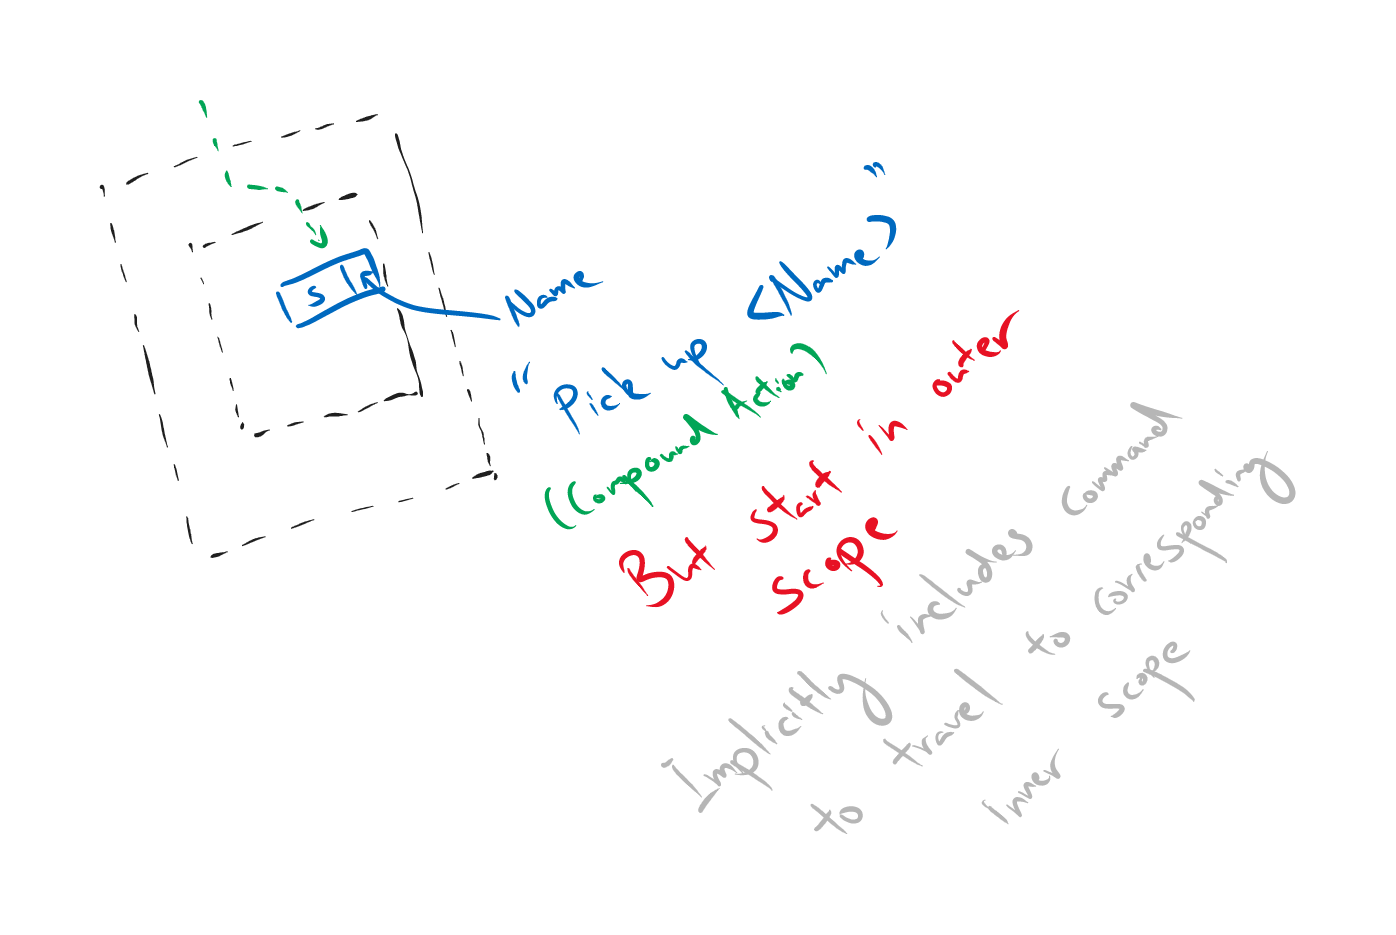 S
Name
"Pick up <Name>"
(Compound Action)
But start in outer
scope
Implicitly includes command
to travel to corresponding
inner scope